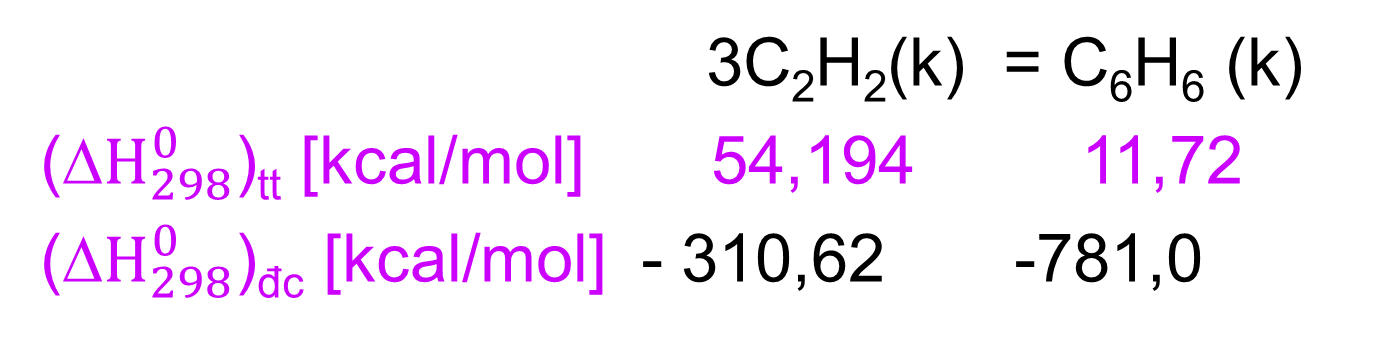 3C₂H₂(k) = C₆H₆ (k)
(ΔH⁰₂₉₈)tt [kcal/mol] 54,194 11,72
(ΔH⁰₂₉₈)đc [kcal/mol] - 310,62 -781,0